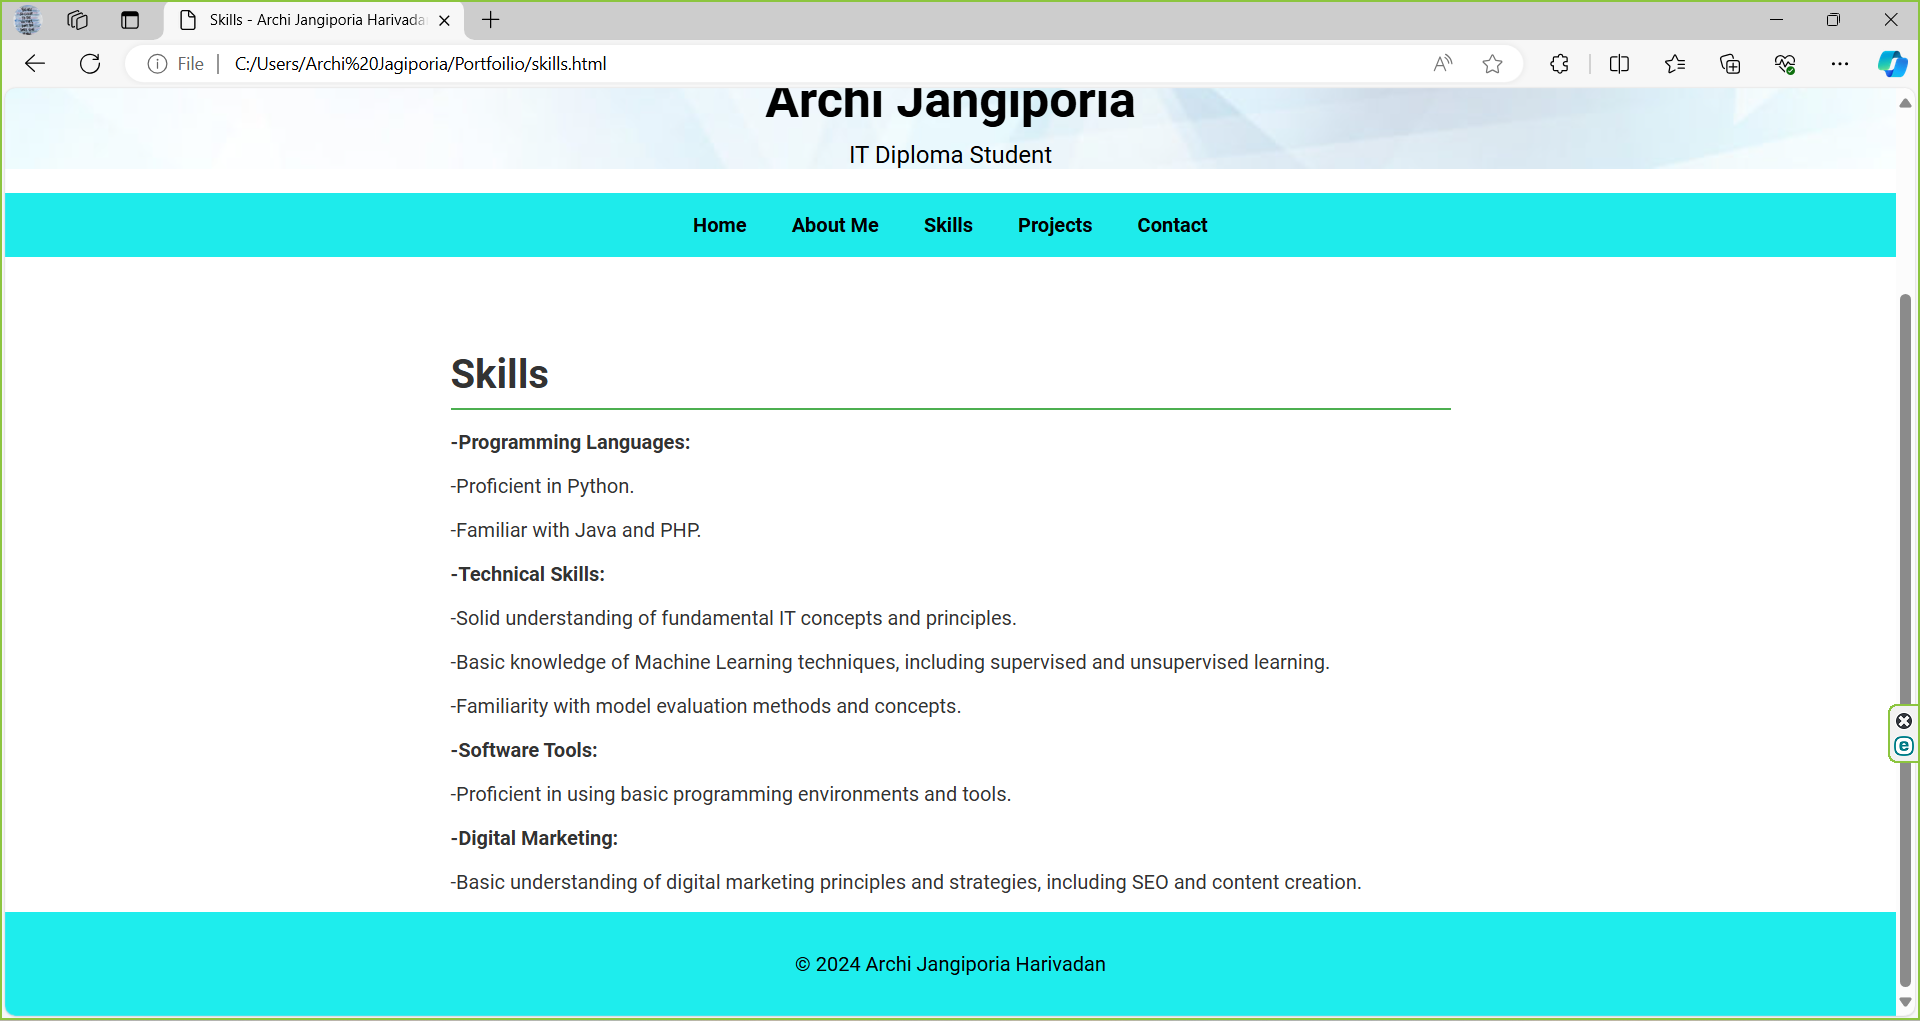 Skills - Archi Jangiporia Harivada
File
C:/Users/Archi%20Jagiporia/Portfoilio/skills.html
Archi Jangiporia
IT Diploma Student
Home About Me Skills Projects Contact
Skills
-Programming Languages:
-Proficient in Python.
-Familiar with Java and PHP.
-Technical Skills:
-Solid understanding of fundamental IT concepts and principles.
-Basic knowledge of Machine Learning techniques, including supervised and unsupervised learning.
-Familiarity with model evaluation methods and concepts.
-Software Tools:
-Proficient in using basic programming environments and tools.
-Digital Marketing:
-Basic understanding of digital marketing principles and strategies, including SEO and content creation.
© 2024 Archi Jangiporia Harivadan